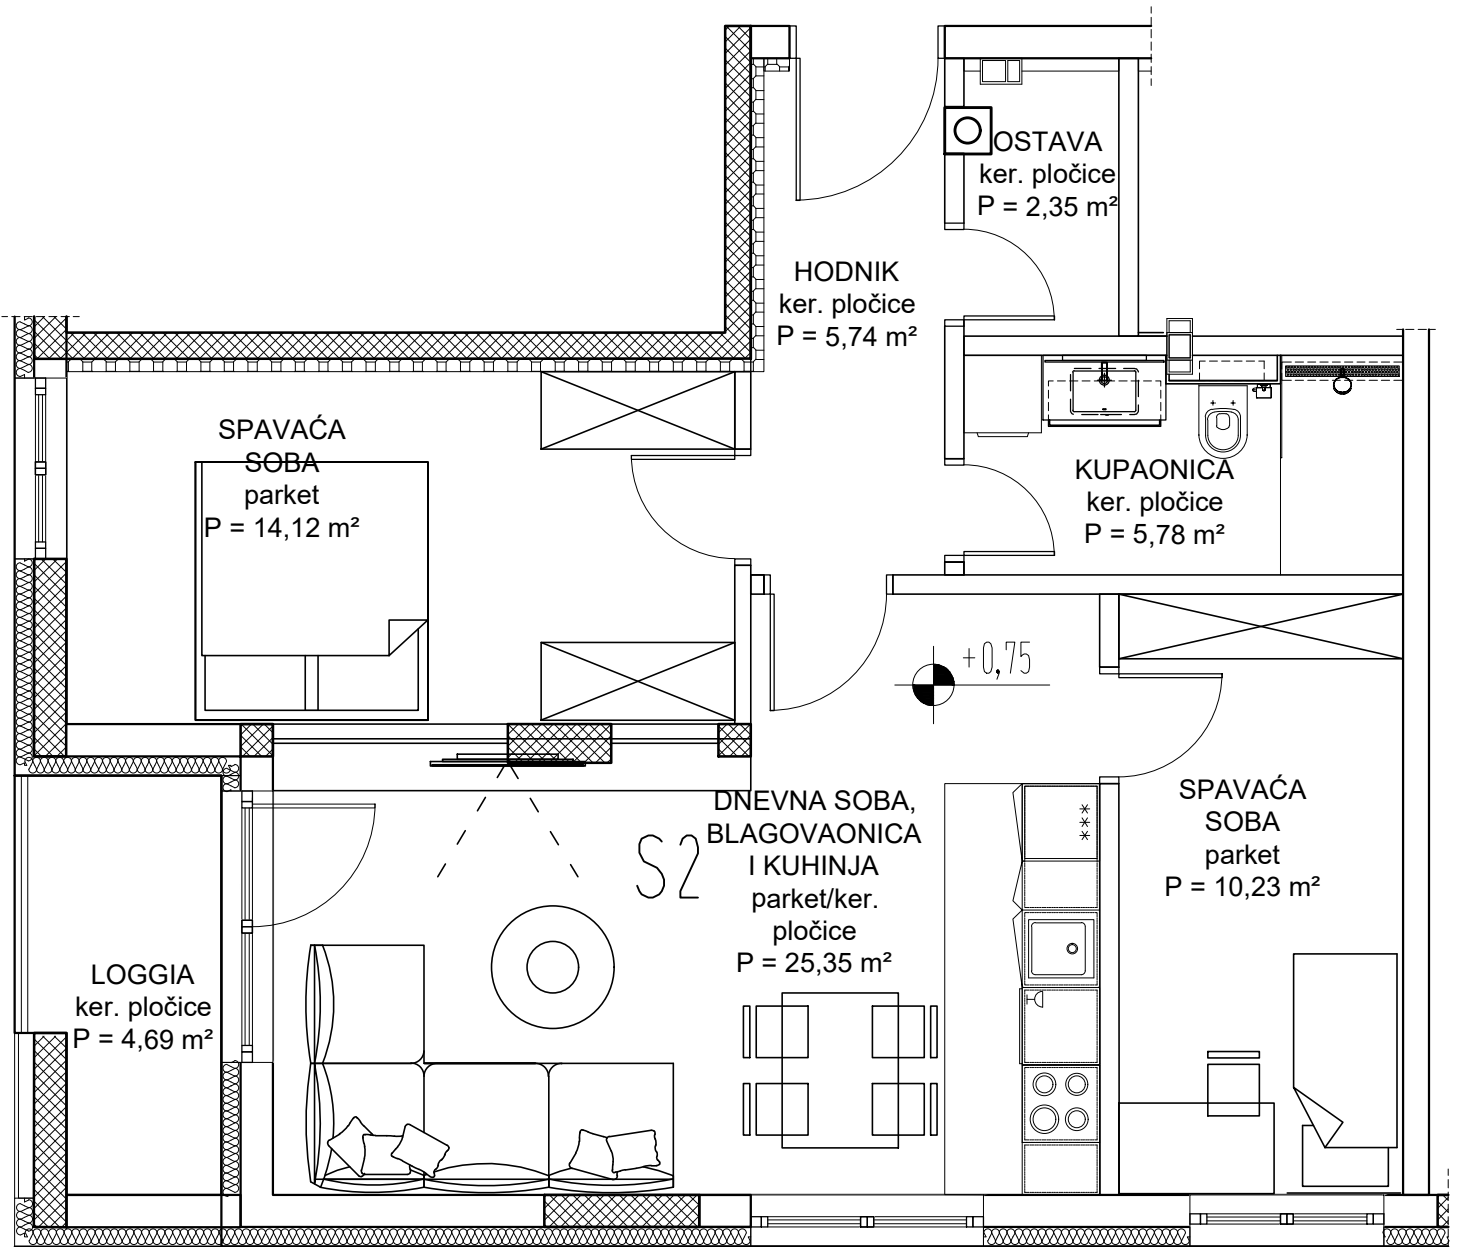 OSTAVA
ker. pločice
P = 2,35 m²
HODNIK
ker. pločice
P = 5,74 m²
SPAVAĆA
SOBA
parket
P = 14,12 m²
KUPAONICA
ker. pločice
P = 5,78 m²
+0,75
DNEVNA SOBA,
BLAGOVAONICA
I KUHINJA
parket/ker.
pločice
P = 25,35 m²
S2
SPAVAĆA
SOBA
parket
P = 10,23 m²
LOGGIA
ker. pločice
P = 4,69 m²